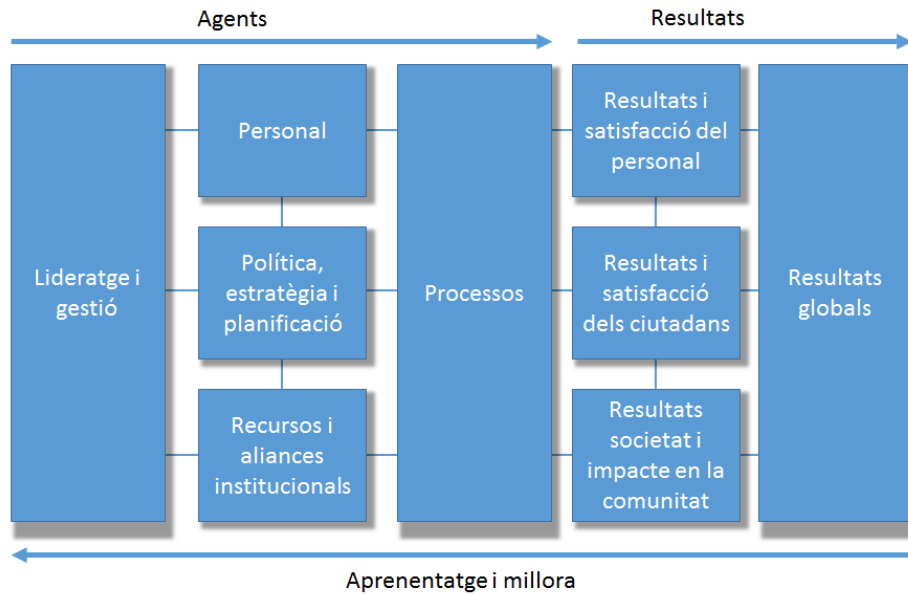 Agents
Resultats
Lideratge i
gestió
Personal
Política,
estratègia i
planificació
Recursos i
aliances
institucionals
Processos
Resultats i
satisfacció del
personal
Resultats i
satisfacció
dels ciutadans
Resultats
societat i
impacte en la
comunitat
Resultats
globals
Aprenentatge i millora